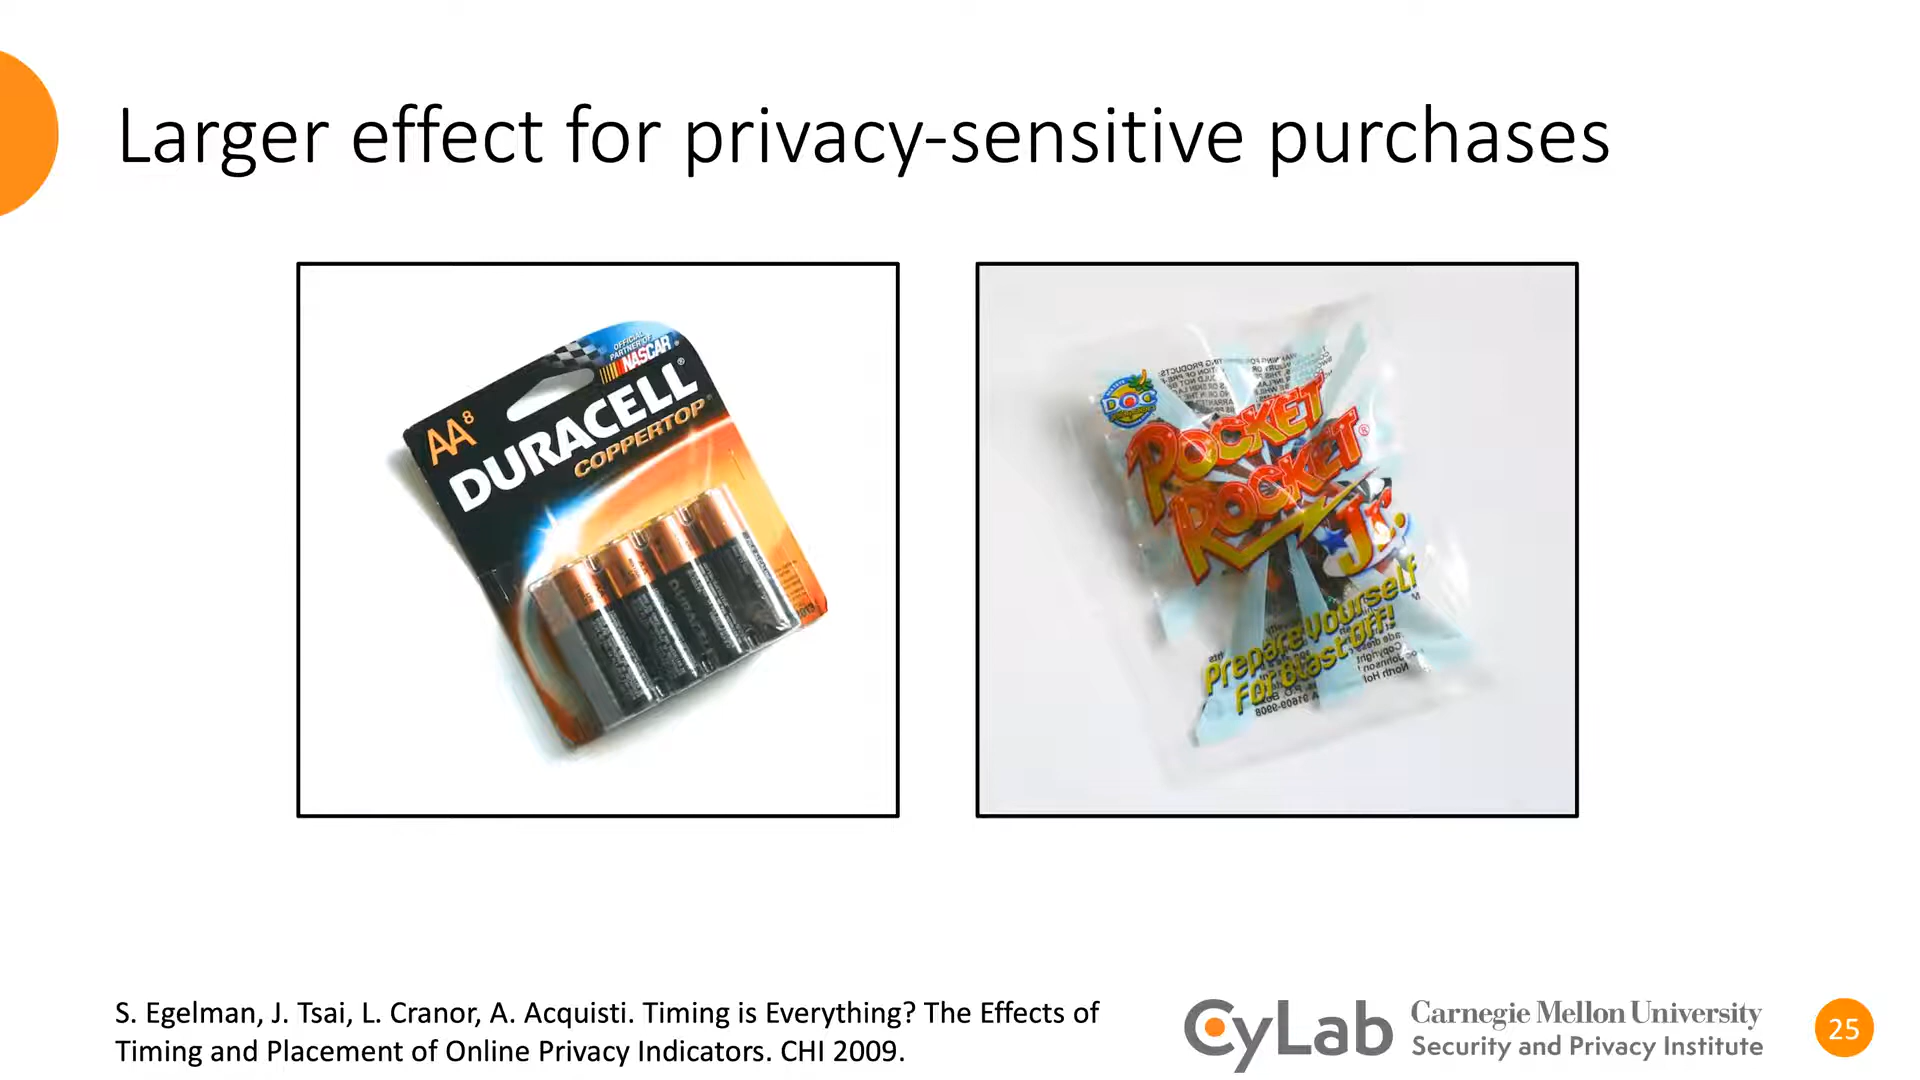 Larger effect for privacy-sensitive purchases
OFFICIAL
PARTNER OF
NASCAR
AA8
DURACELL®
COPPERTOP
DOC
POCKET
ROCKET®
Jr.
Prepare Yourself
For Blast Off!
S. Egelman, J. Tsai, L. Cranor, A. Acquisti. Timing is Everything? The Effects of
Timing and Placement of Online Privacy Indicators. CHI 2009.
CyLab
Carnegie Mellon University
Security and Privacy Institute
25